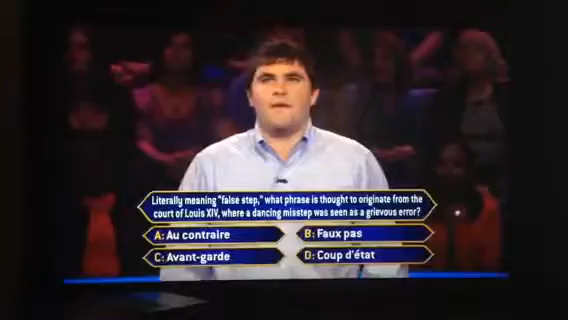 Literally meaning "false step," what phrase is thought to originate from the
court of Louis XIV, where a dancing misstep was seen as a grievous error?
A: Au contraire
B: Faux pas
C: Avant-garde
D: Coup d'état